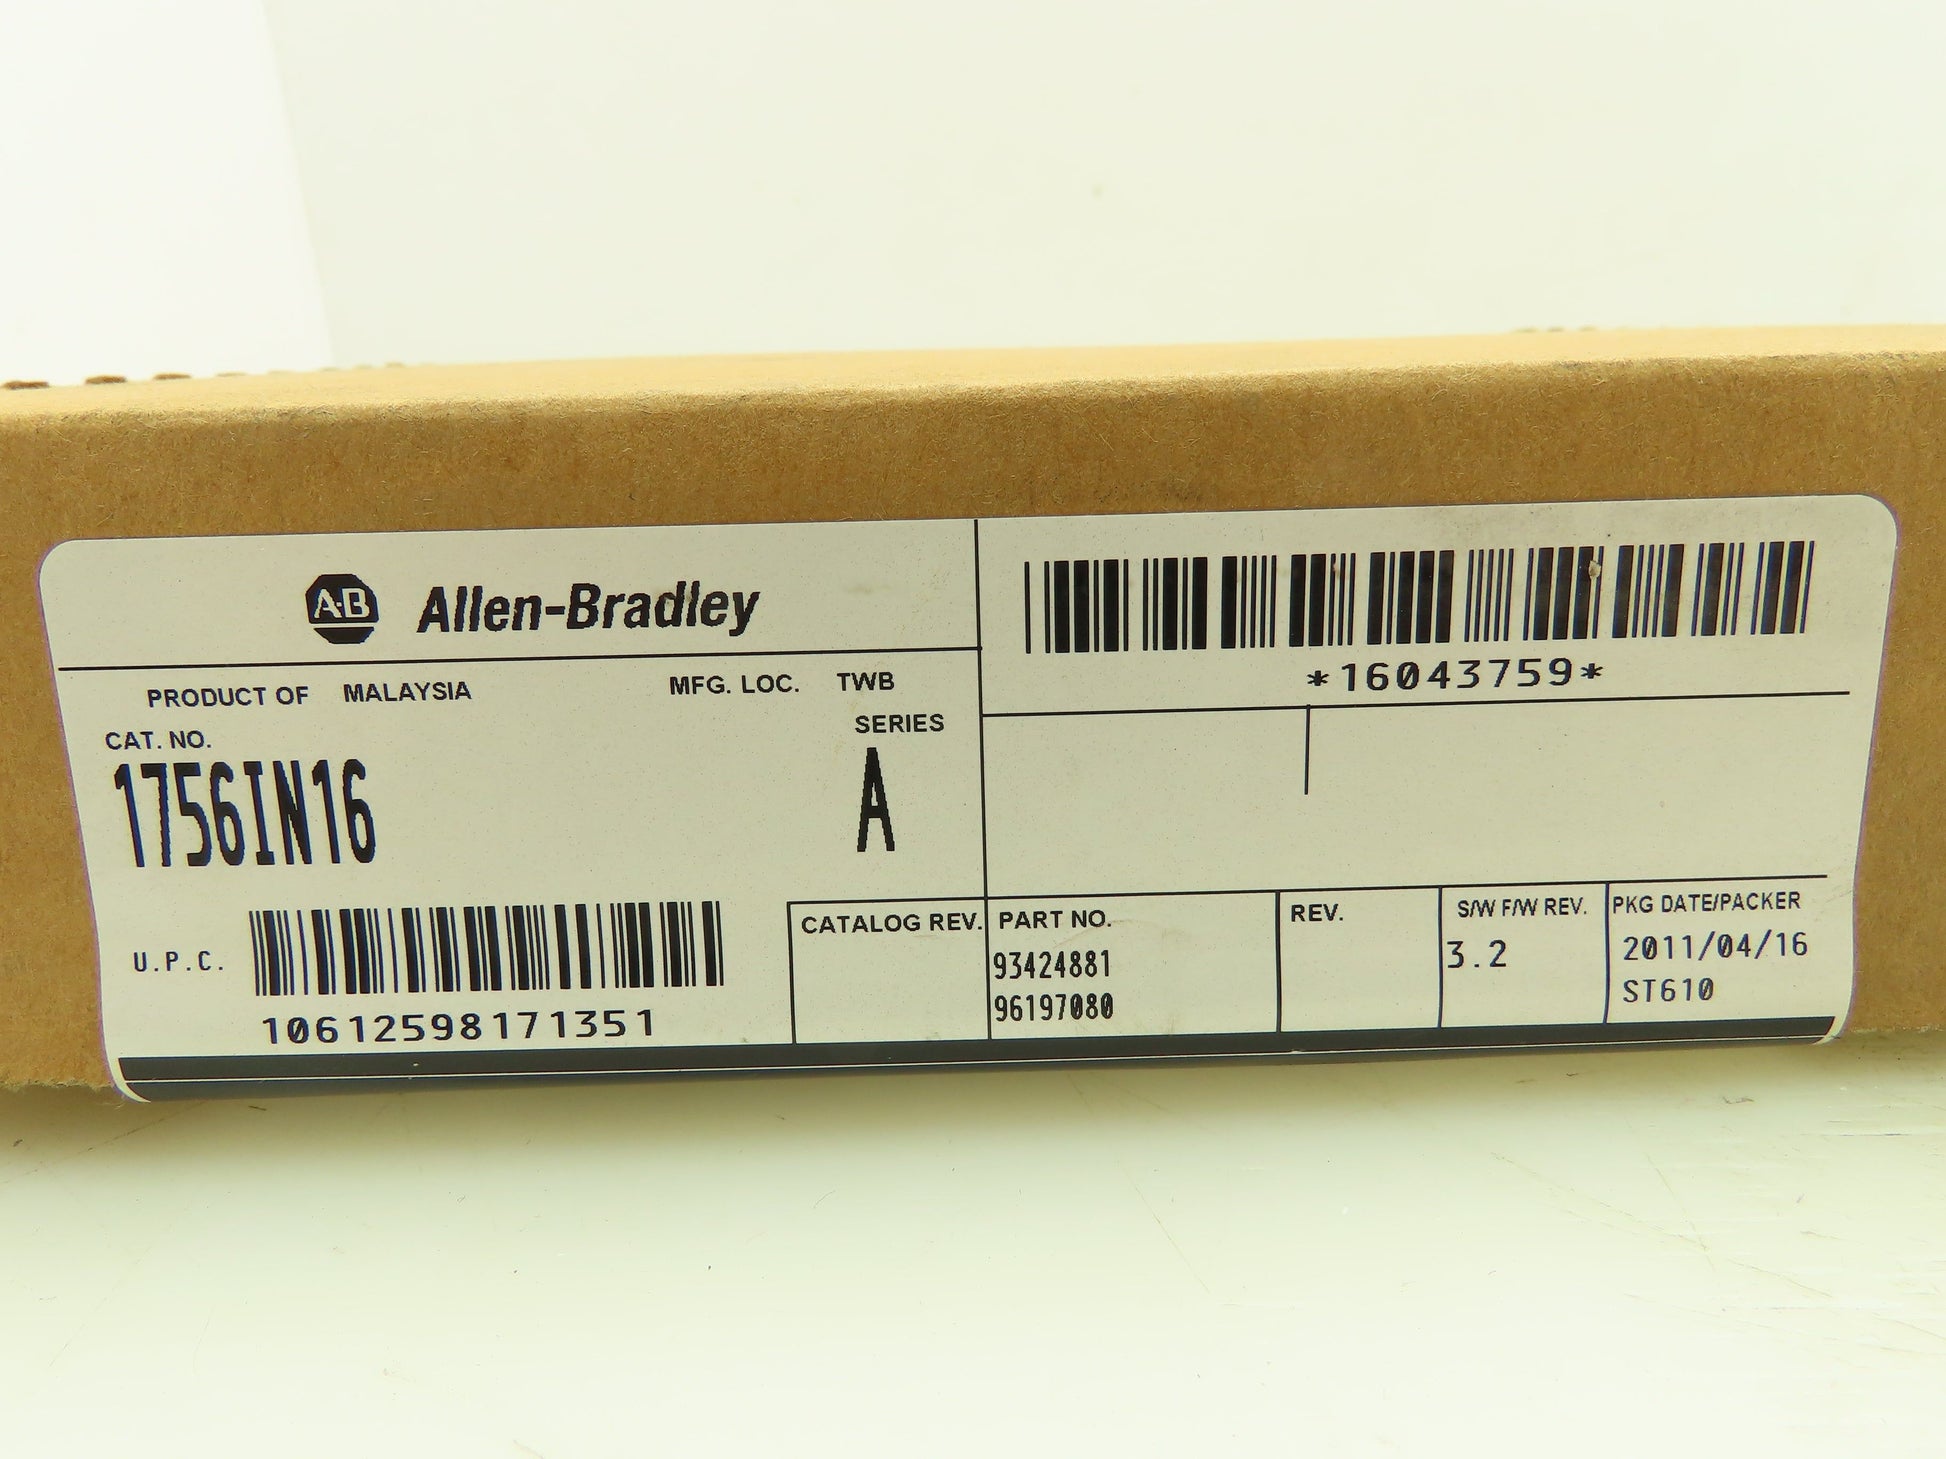 A-B Allen-Bradley
*16043759*
PRODUCT OF MALAYSIA MFG. LOC. TWB
CAT. NO. SERIES
1756IN16 A
U.P.C.
10612598171351
CATALOG REV. PART NO. REV. S/W F/W REV. PKG DATE/PACKER
93424881 3.2 2011/04/16
96197080 ST610